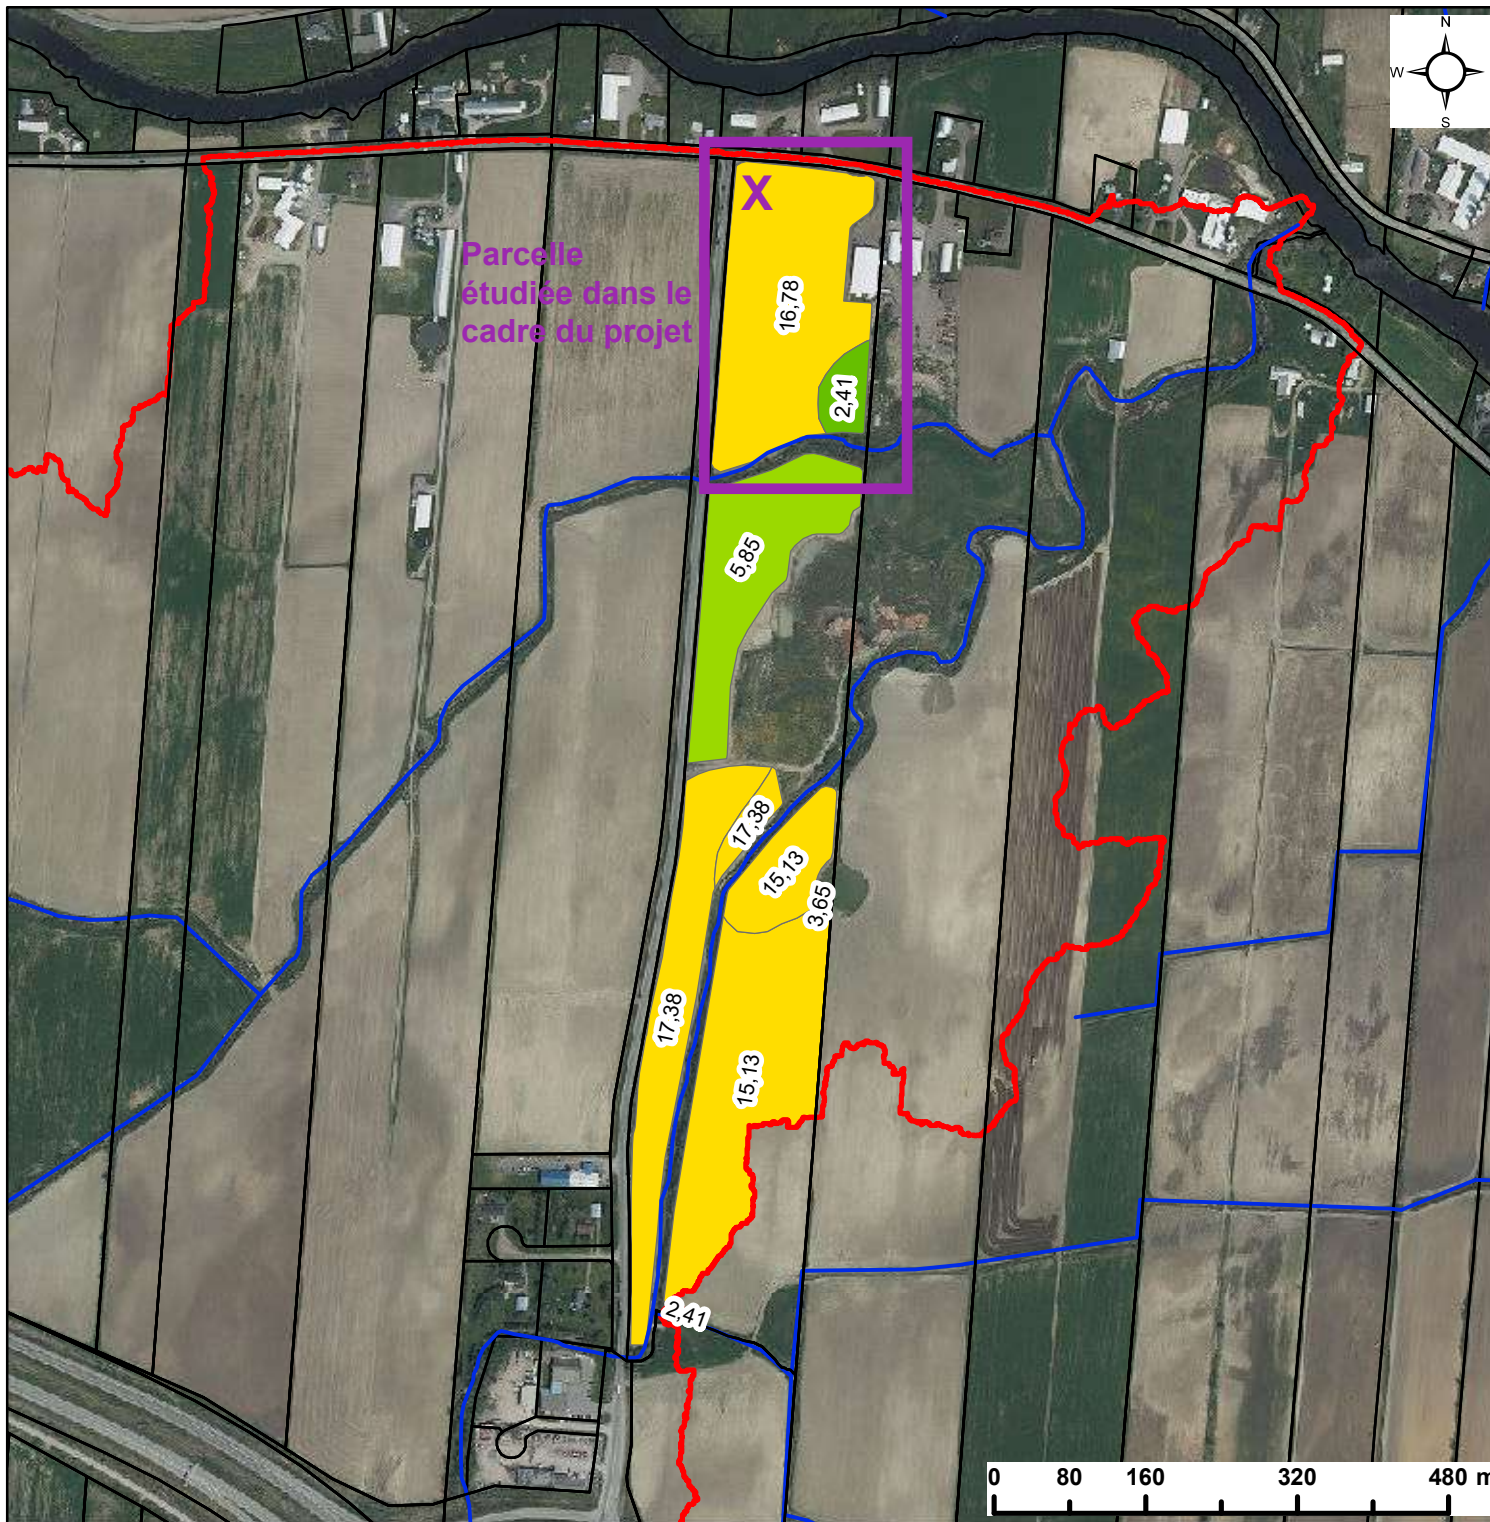 N
W
S
X
Parcelle
étudiée dans le
cadre du projet
16,78
2,41
5,85
17,38
15,13
3,65
17,38
15,13
2,41
0 80 160 320 480 m